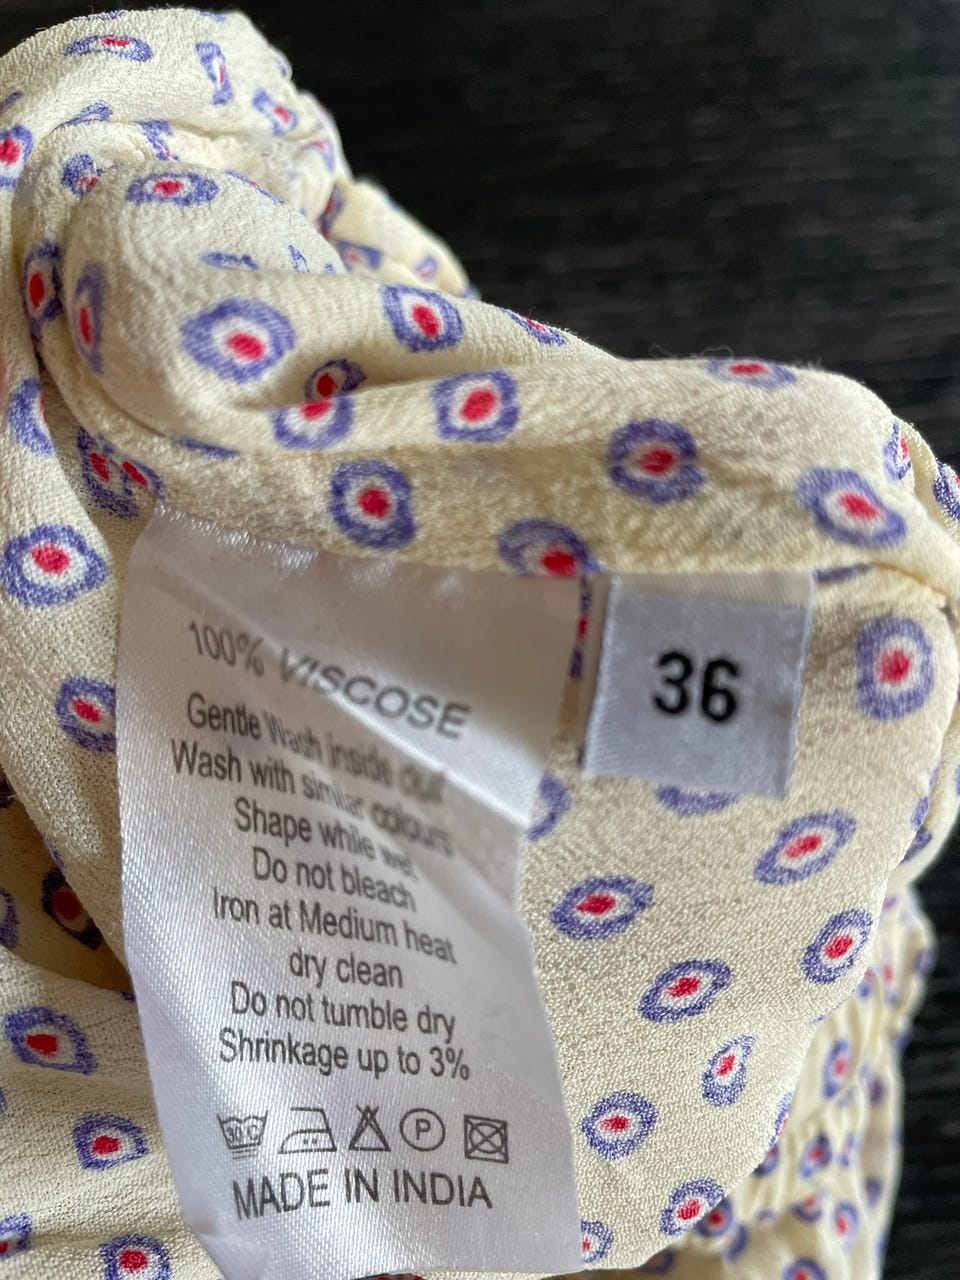 100% VISCOSE
Gentle Wash inside out
Wash with similar colours
Shape while wet
Do not bleach
Iron at Medium heat
dry clean
Do not tumble dry
Shrinkage up to 3%
30°C
P
MADE IN INDIA
36